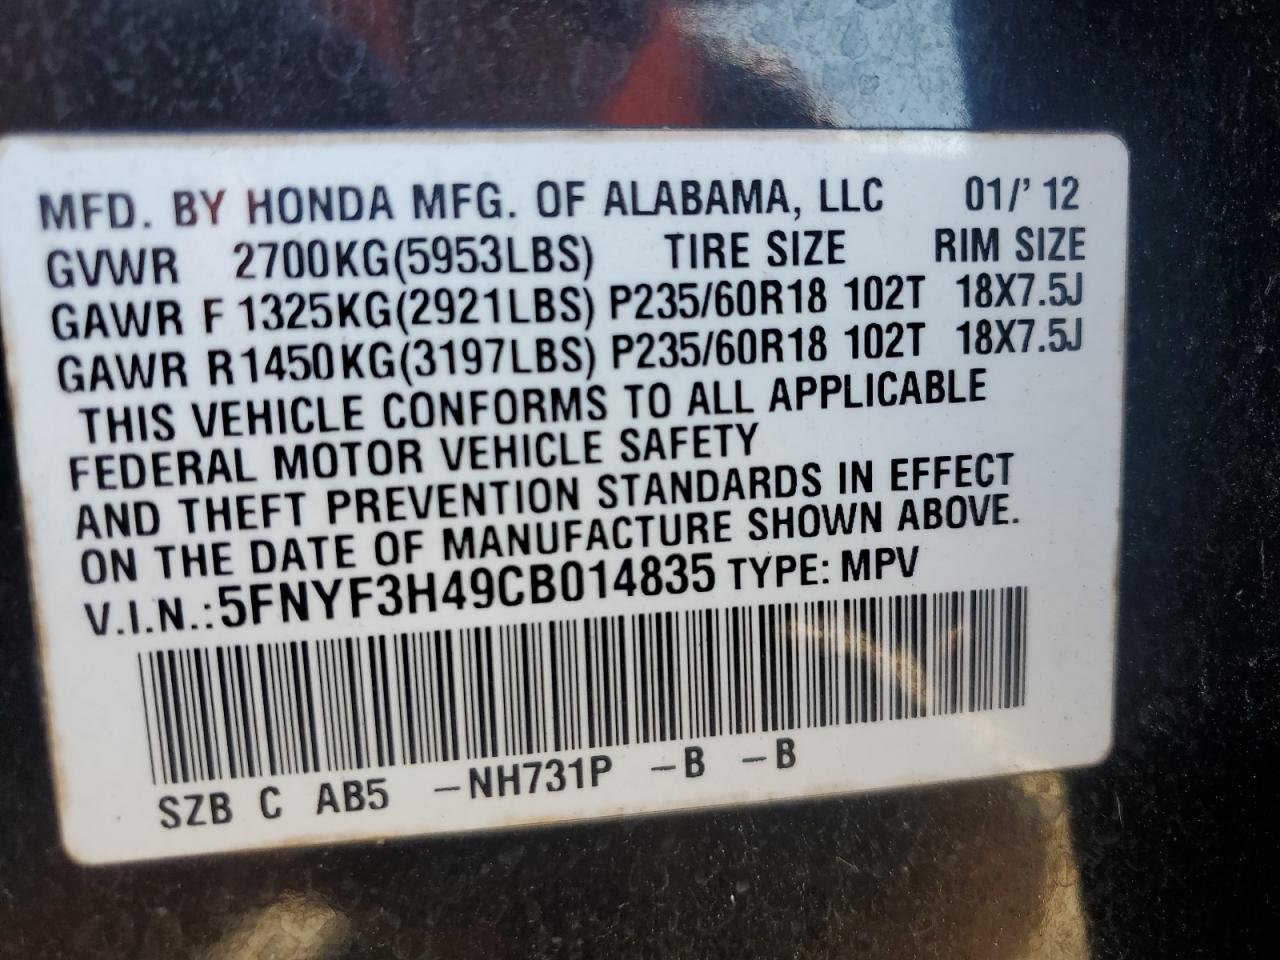 MFD. BY HONDA MFG. OF ALABAMA, LLC 01/' 12
GVWR 2700KG(5953LBS) TIRE SIZE RIM SIZE
GAWR F 1325KG(2921LBS) P235/60R18 102T 18X7.5J
GAWR R1450KG(3197LBS) P235/60R18 102T 18X7.5J
THIS VEHICLE CONFORMS TO ALL APPLICABLE
FEDERAL MOTOR VEHICLE SAFETY
AND THEFT PREVENTION STANDARDS IN EFFECT
ON THE DATE OF MANUFACTURE SHOWN ABOVE.
V.I.N.: 5FNYF3H49CB014835 TYPE: MPV
SZB C AB5 -NH731P -B -B